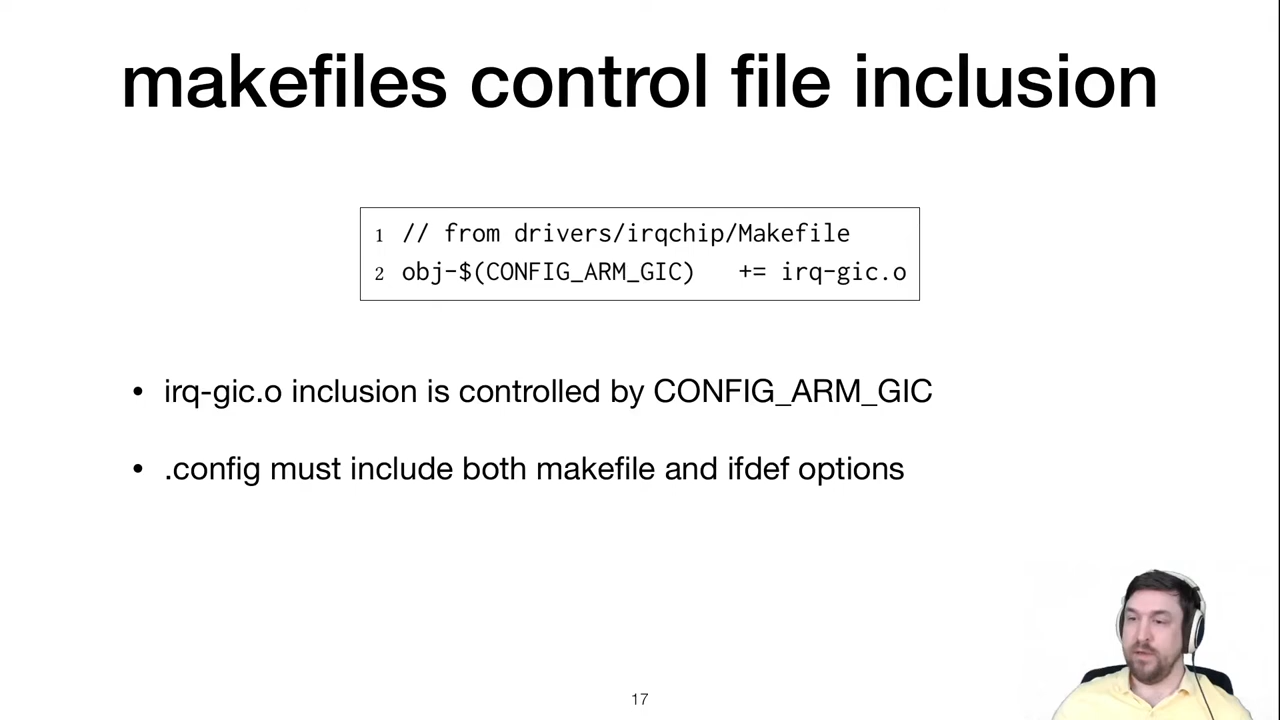 makefiles control file inclusion
1 // from drivers/irqchip/Makefile
2 obj-$(CONFIG_ARM_GIC) += irq-gic.o
• irq-gic.o inclusion is controlled by CONFIG_ARM_GIC
• .config must include both makefile and ifdef options
17